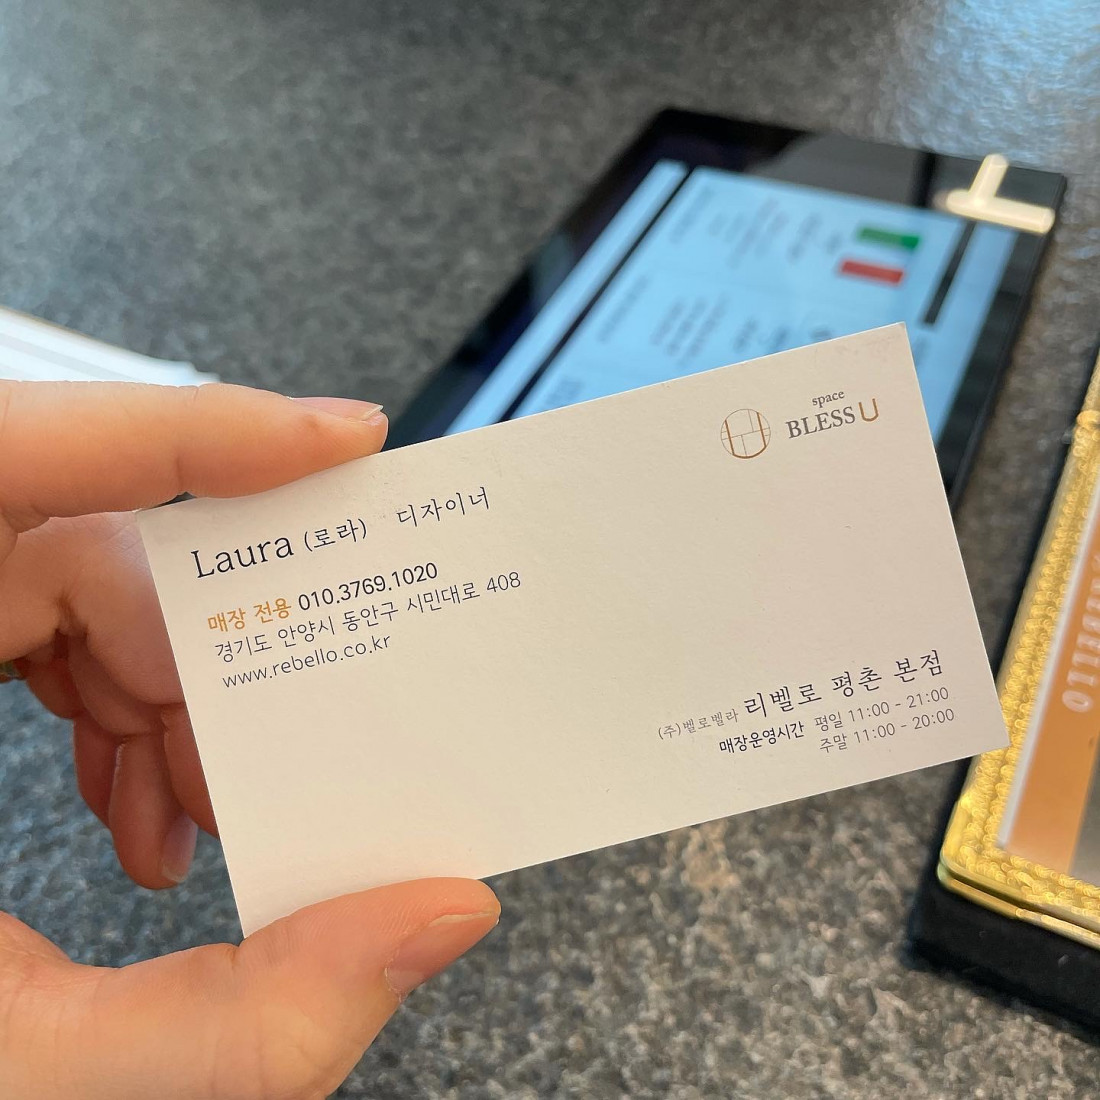 space
BLESS U
Laura (로라) 디자이너
매장 전용 010.3769.1020
경기도 안양시 동안구 시민대로 408
www.rebello.co.kr
(주)벨로벨라 리벨로 평촌 본점
매장운영시간 평일 11:00 - 21:00
주말 11:00 - 20:00
REBELLO